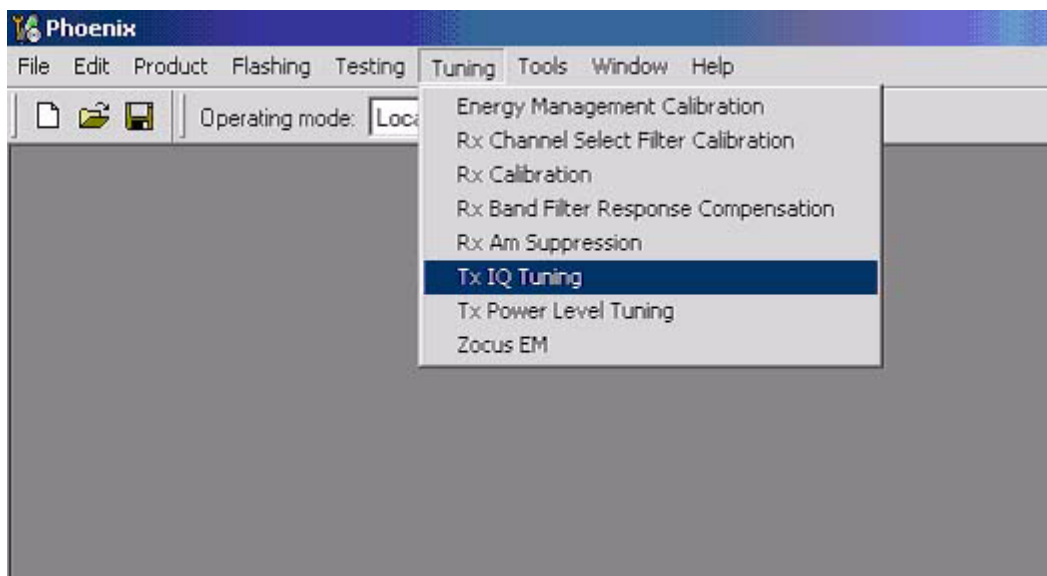 Phoenix
File Edit Product Flashing Testing Tuning Tools Window Help
Operating mode: Loca
Energy Management Calibration
Rx Channel Select Filter Calibration
Rx Calibration
Rx Band Filter Response Compensation
Rx Am Suppression
Tx IQ Tuning
Tx Power Level Tuning
Zocus EM